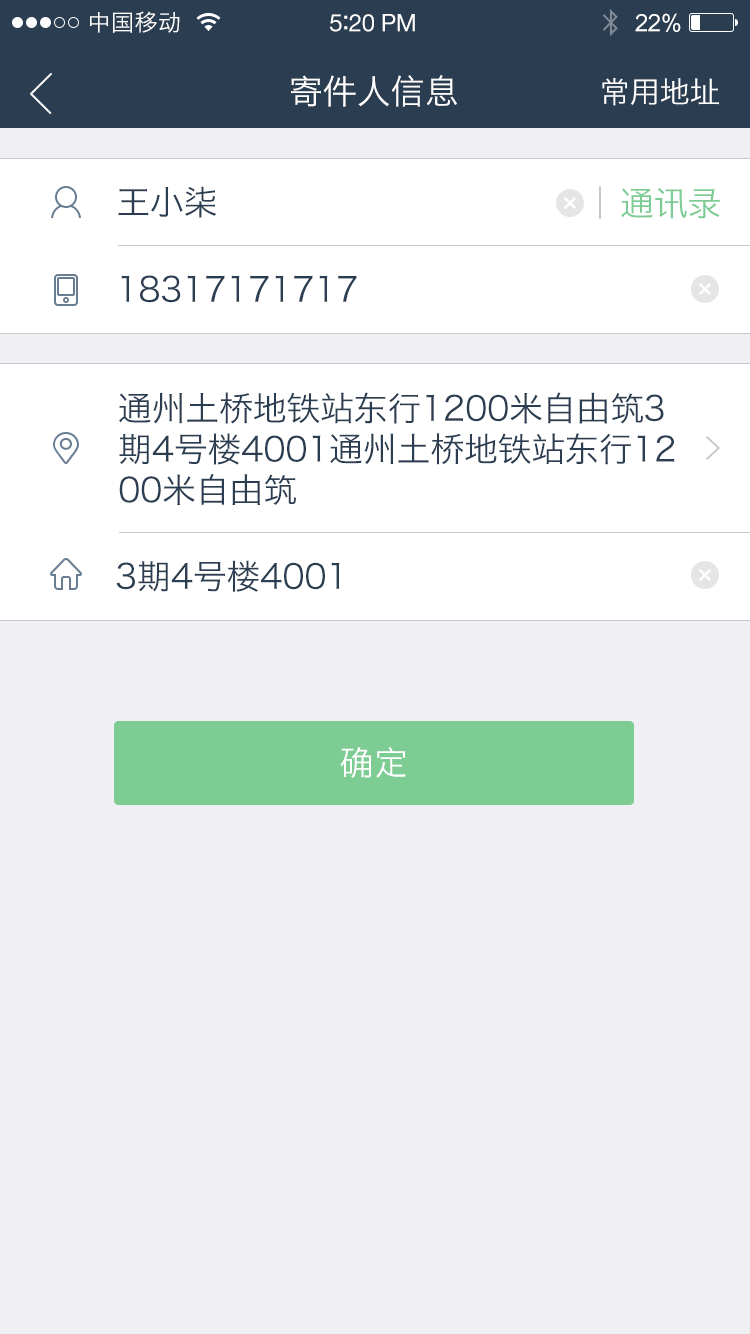 中国移动 5:20 PM 22%
寄件人信息 常用地址
王小柒 通讯录
18317171717
通州土桥地铁站东行1200米自由筑3
期4号楼4001通州土桥地铁站东行12
00米自由筑
3期4号楼4001
确定